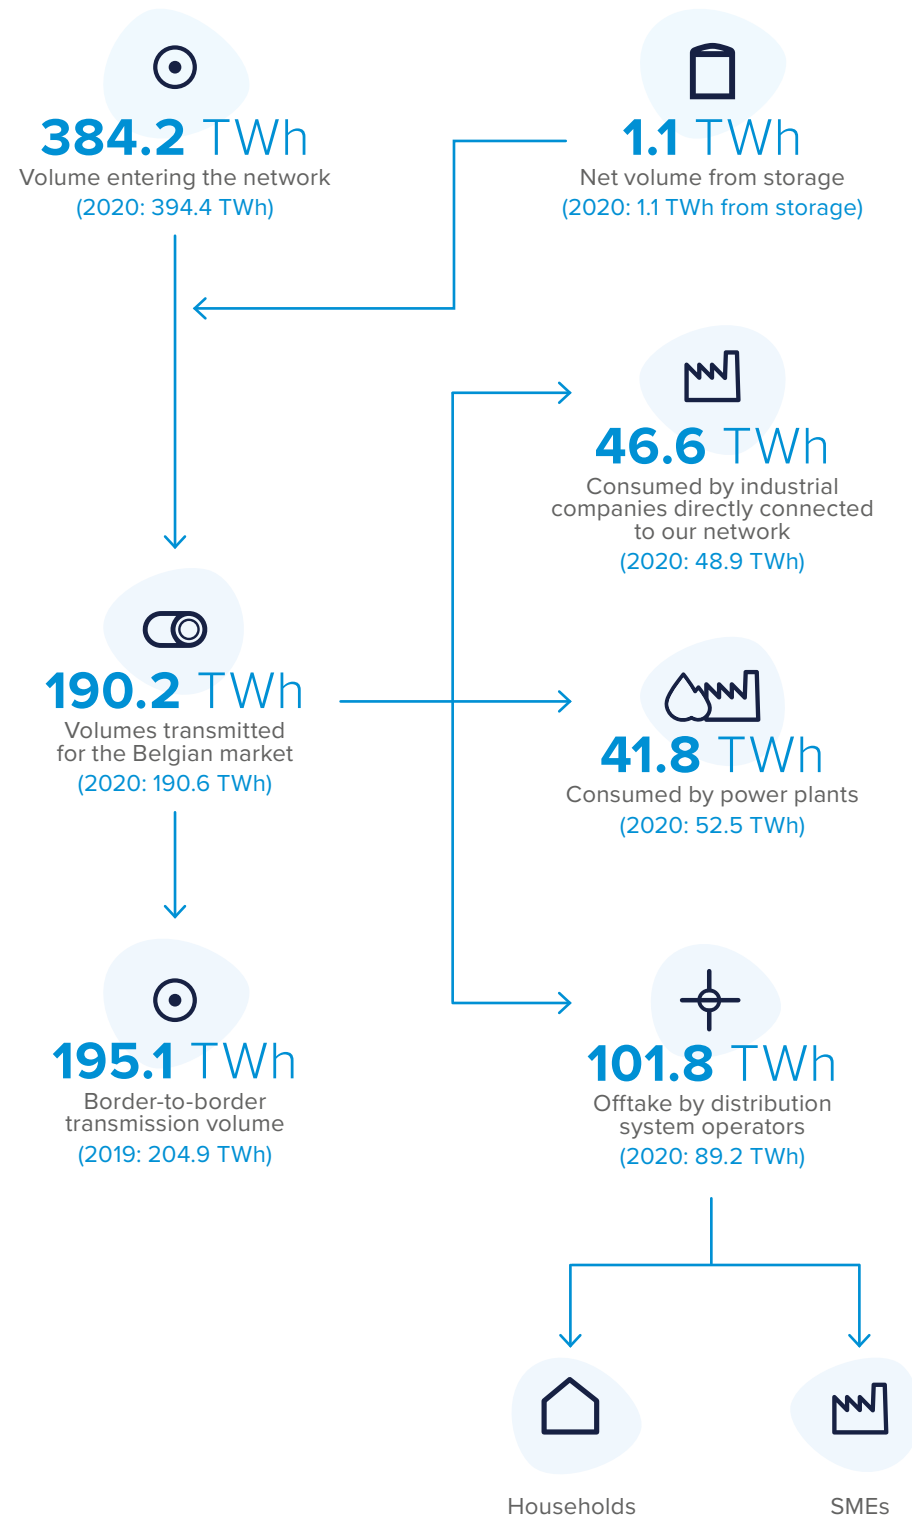 384.2 TWh
Volume entering the network
(2020: 394.4 TWh)
1.1 TWh
Net volume from storage
(2020: 1.1 TWh from storage)
46.6 TWh
Consumed by industrial
companies directly connected
to our network
(2020: 48.9 TWh)
190.2 TWh
Volumes transmitted
for the Belgian market
(2020: 190.6 TWh)
41.8 TWh
Consumed by power plants
(2020: 52.5 TWh)
195.1 TWh
Border-to-border
transmission volume
(2019: 204.9 TWh)
101.8 TWh
Offtake by distribution
system operators
(2020: 89.2 TWh)
Households
SMEs